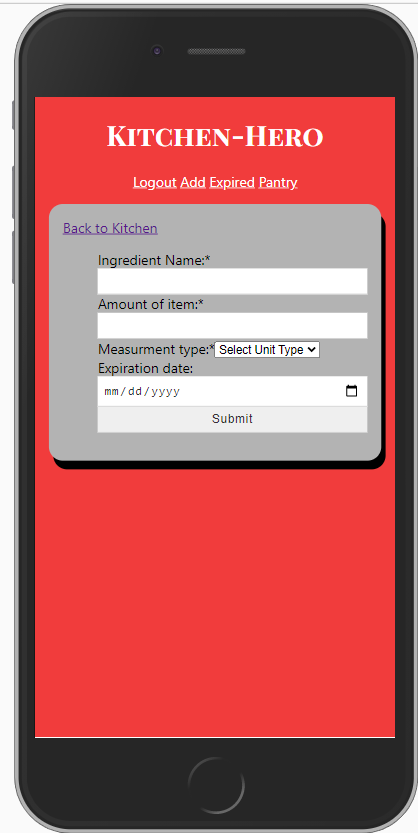 Kitchen-Hero
Logout Add Expired Pantry
Back to Kitchen
Ingredient Name:*
Amount of item:*
Measurment type:* Select Unit Type
Expiration date:
mm/dd/yyyy
Submit